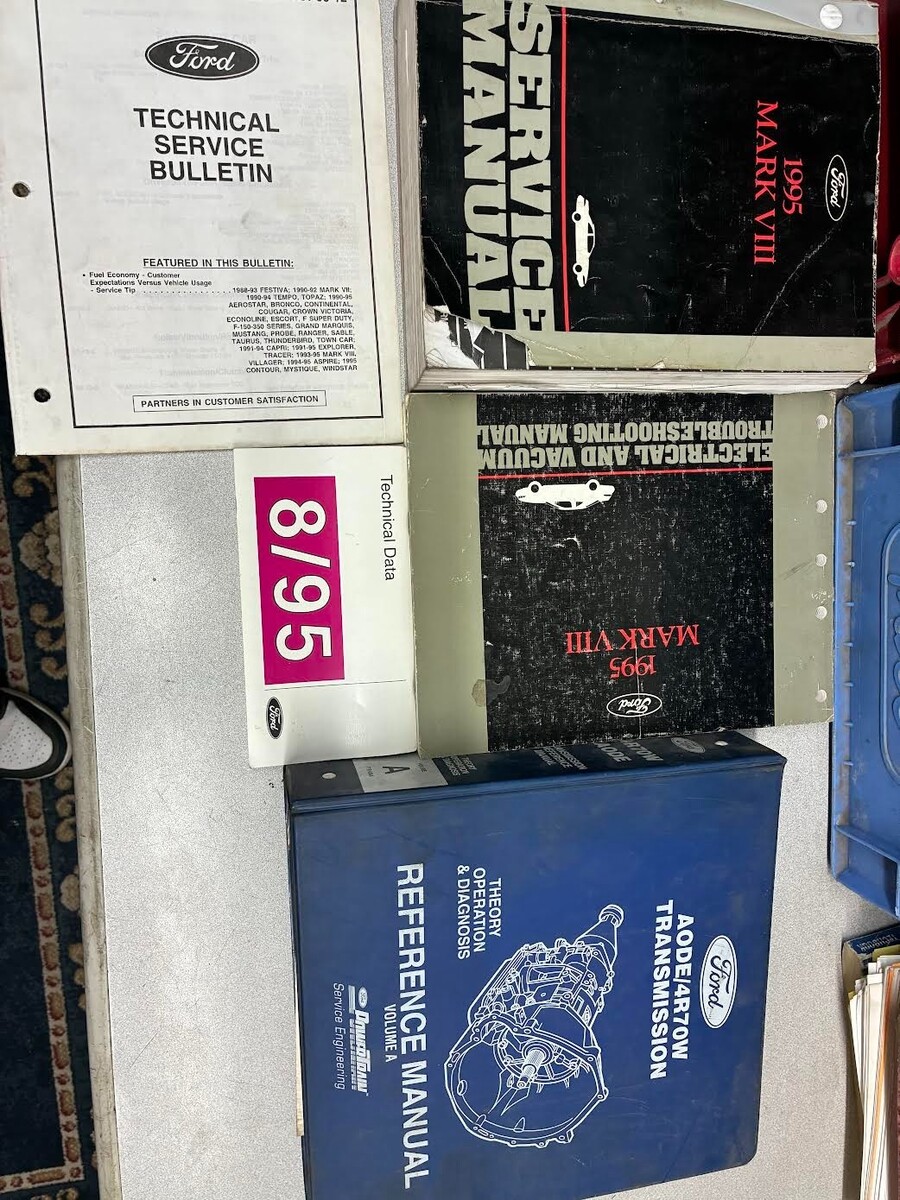 Ford
TECHNICAL
SERVICE
BULLETIN
FEATURED IN THIS BULLETIN:
• Fuel Economy - Customer
Expectations Versus Vehicle Usage
- Service Tip . . . . . . . . . . . . . . . . 1988-93 FESTIVA; 1990-92 MARK VII;
1990-94 TEMPO, TOPAZ; 1990-95
AEROSTAR, BRONCO, CONTINENTAL,
COUGAR, CROWN VICTORIA,
ECONOLINE, ESCORT, F SUPER DUTY,
F-150-350 SERIES, GRAND MARQUIS,
MUSTANG, PROBE, RANGER, SABLE,
TAURUS, THUNDERBIRD, TOWN CAR;
1991-94 CAPRI; 1991-95 EXPLORER,
TRACER; 1993-95 MARK VIII,
VILLAGER; 1994-95 ASPIRE; 1995
CONTOUR, MYSTIQUE, WINDSTAR
PARTNERS IN CUSTOMER SATISFACTION
Ford
1995
MARK VIII
SERVICE
MANUAL
Technical Data
8/95
Ford
Ford
1995
MARK VIII
ELECTRICAL AND VACUUM
TROUBLESHOOTING MANUAL
A
Ford
AODE/4R70W
TRANSMISSION
THEORY
OPERATION
& DIAGNOSIS
REFERENCE MANUAL
VOLUME A
Ford
POWERTRAIN
Service Engineering